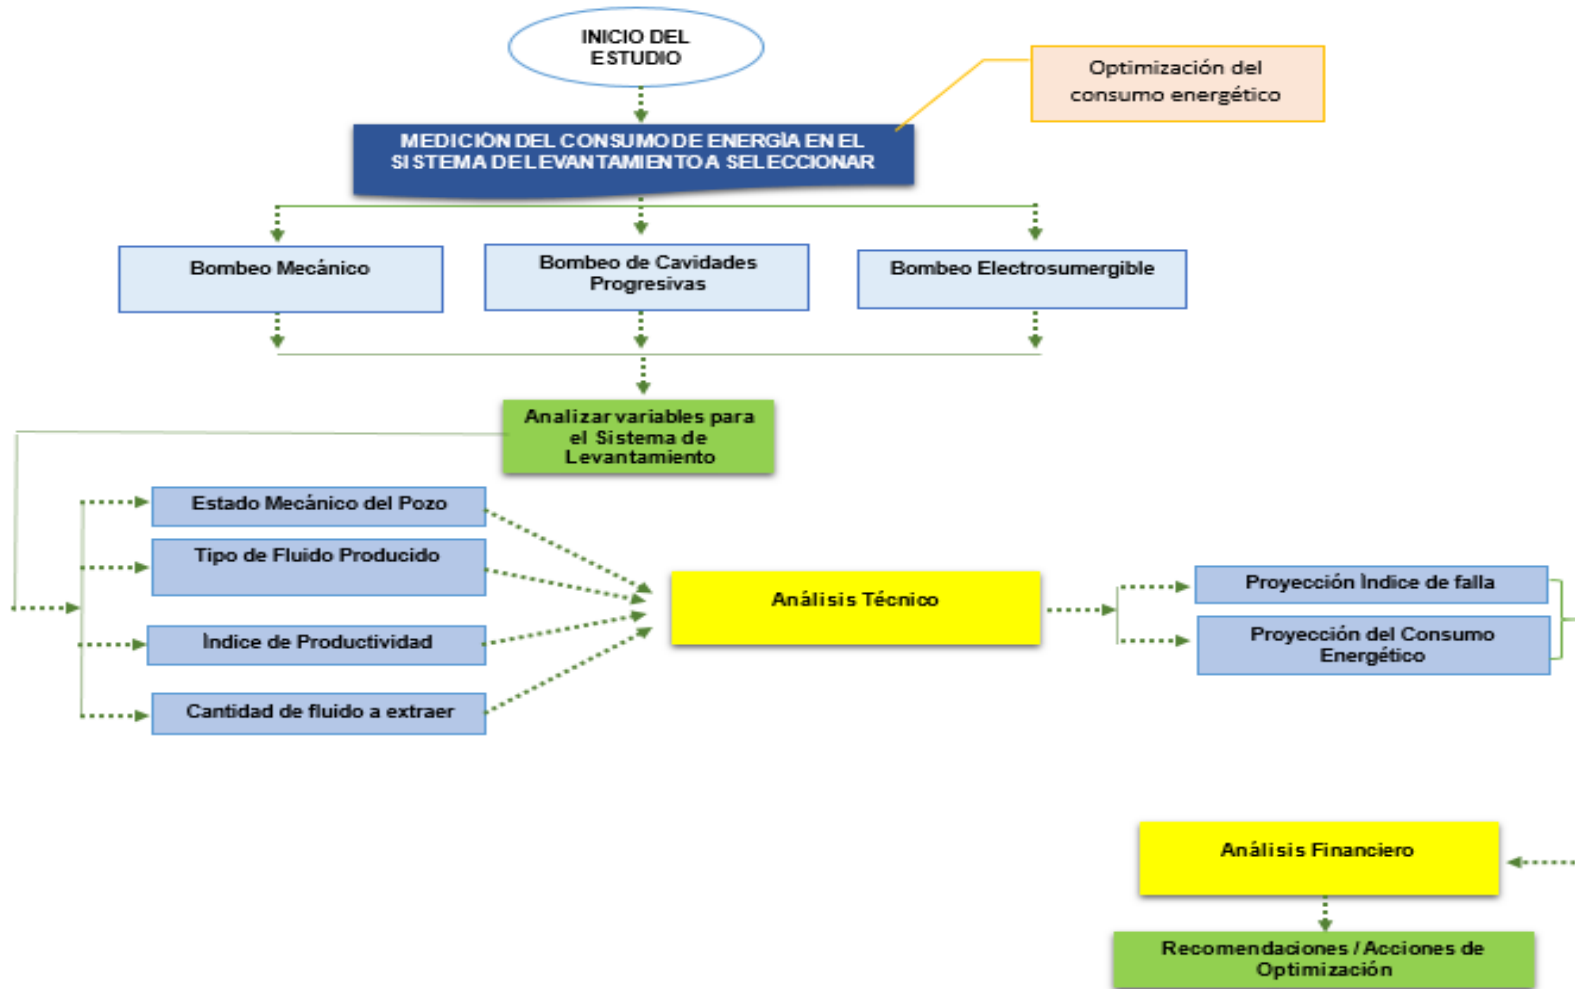 INICIO DEL
ESTUDIO
Optimización del
consumo energético
MEDICIÓN DEL CONSUMO DE ENERGÌA EN EL
SISTEMA DE LEVANTAMIENTO A SELECCIONAR
Bombeo Mecánico
Bombeo de Cavidades
Progresivas
Bombeo Electrosumergible
Analizar variables para
el Sistema de
Levantamiento
Estado Mecánico del Pozo
Tipo de Fluido Producido
Ìndice de Productividad
Cantidad de fluido a extraer
Análisis Técnico
Proyección Ìndice de falla
Proyección del Consumo
Energético
Análisis Financiero
Recomendaciones / Acciones de
Optimización